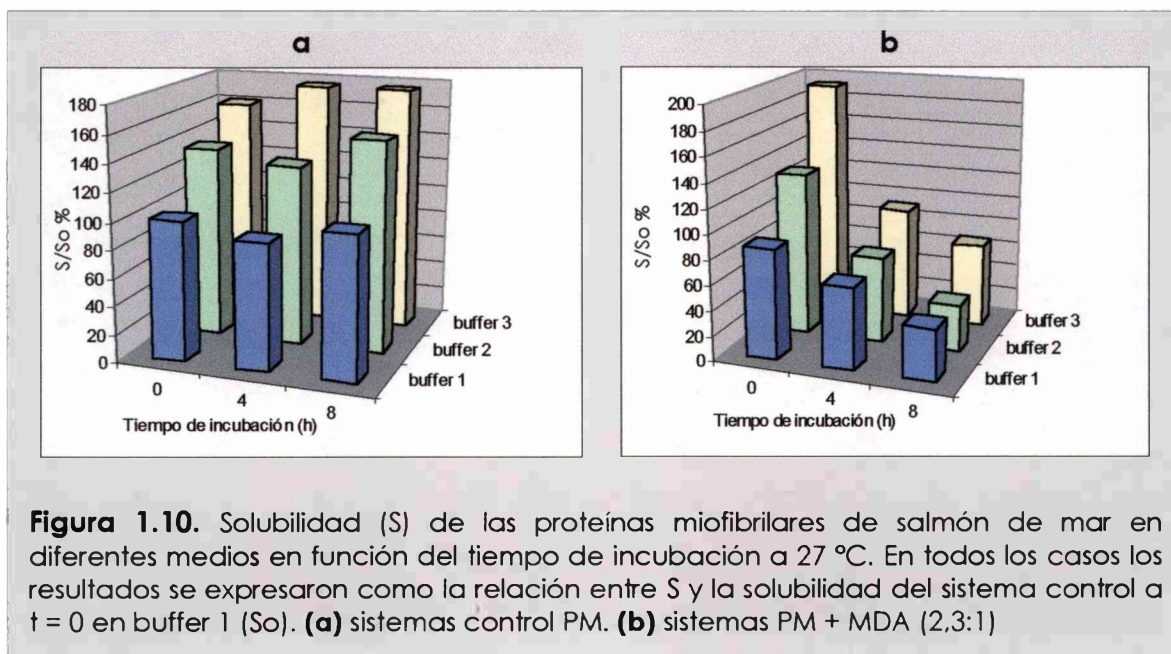 a
180
160
140
120
100
80
60
40
20
0
S/So %
0
4
8
Tiempo de incubación (h)
buffer 3
buffer 2
buffer 1
b
200
180
160
140
120
100
80
60
40
20
0
S/So %
0
4
8
Tiempo de incubación (h)
buffer 3
buffer 2
buffer 1
Figura 1.10. Solubilidad (S) de las proteínas miofibrilares de salmón de mar en
diferentes medios en función del tiempo de incubación a 27 ºC. En todos los casos los
resultados se expresaron como la relación entre S y la solubilidad del sistema control a
t = 0 en buffer 1 (So). (a) sistemas control PM. (b) sistemas PM + MDA (2,3:1)